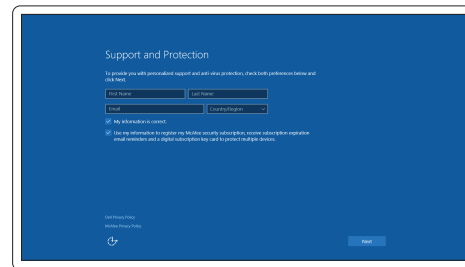 Support and Protection
To provide you with personalized support and anti-virus protection, check both preferences below and
click Next.
First Name
Last Name
Email
Country/Region
My information is correct.
Use my information to register my McAfee security subscription, receive subscription expiration
email reminders and a digital subscription key card to protect multiple devices.
Dell Privacy Policy
McAfee Privacy Policy
Next